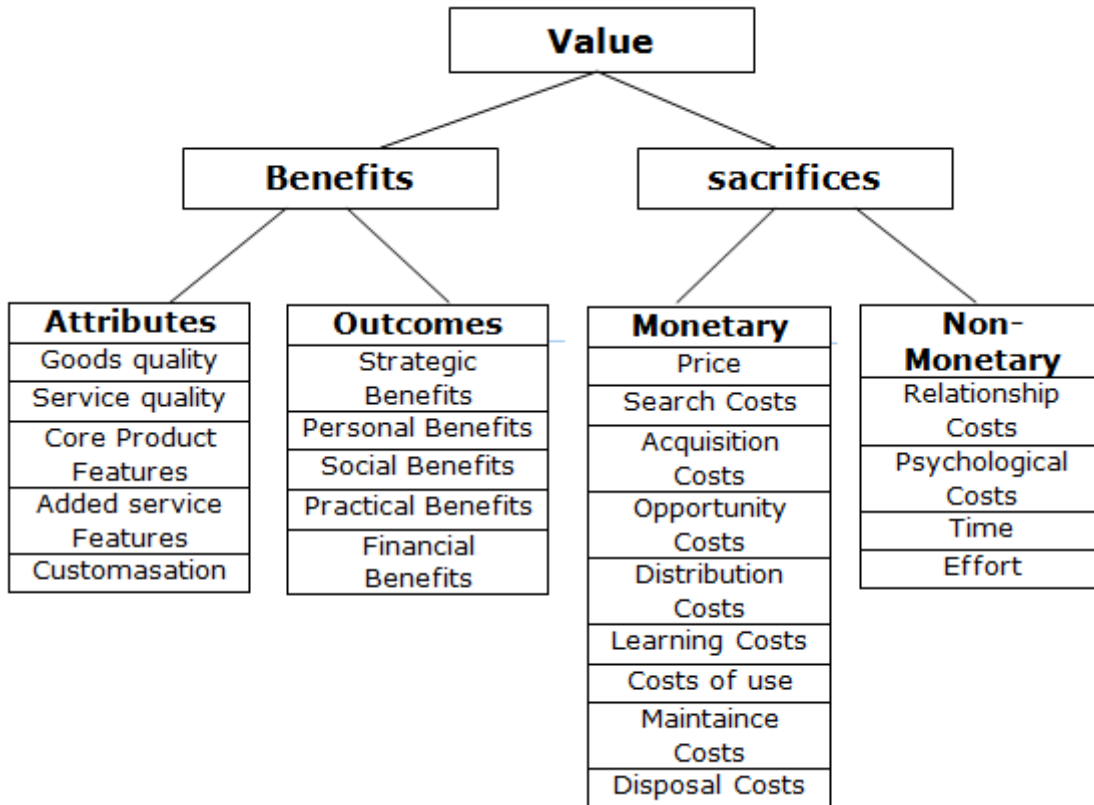 Value
Benefits
sacrifices
Attributes
Goods quality
Service quality
Core Product
Features
Added service
Features
Customasation
Outcomes
Strategic
Benefits
Personal Benefits
Social Benefits
Practical Benefits
Financial
Benefits
Monetary
Price
Search Costs
Acquisition
Costs
Opportunity
Costs
Distribution
Costs
Learning Costs
Costs of use
Maintaince
Costs
Disposal Costs
Non-
Monetary
Relationship
Costs
Psychological
Costs
Time
Effort